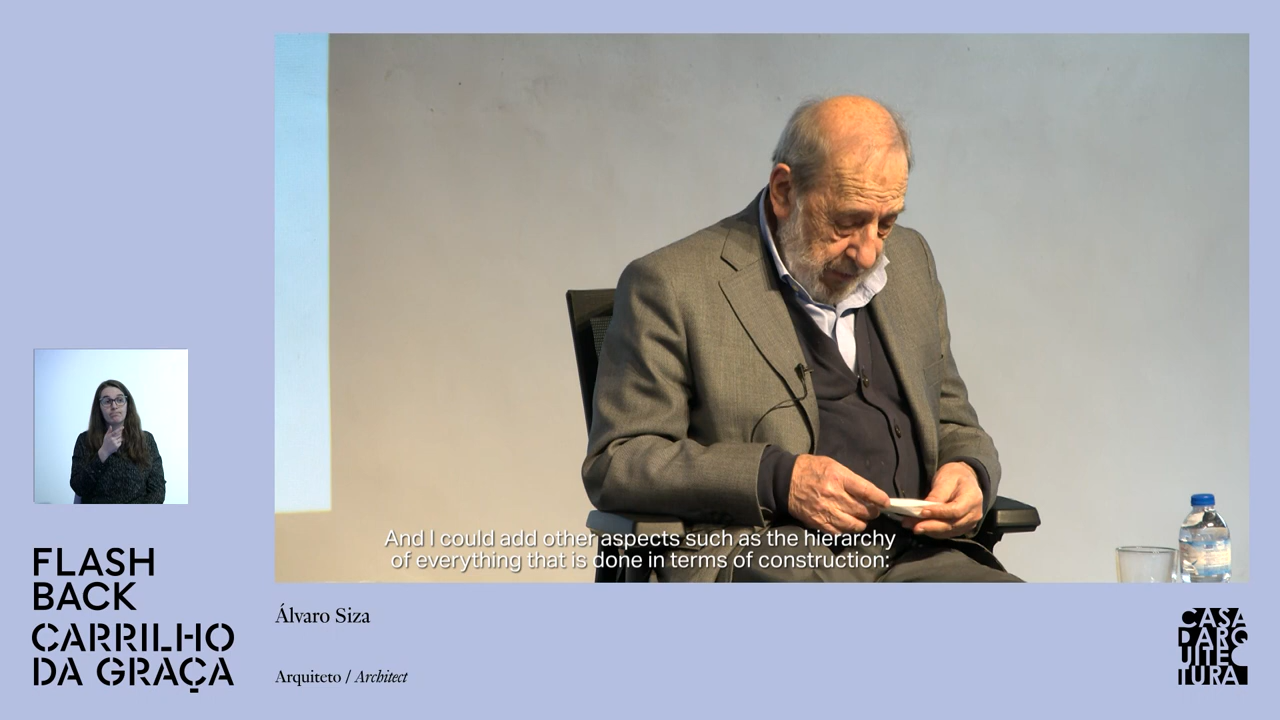 And I could add other aspects such as the hierarchy
of everything that is done in terms of construction:
FLASH
BACK
CARRILHO
DA GRAÇA
Álvaro Siza
Arquiteto / Architect
CASA
DARQ
UITEC
TURA